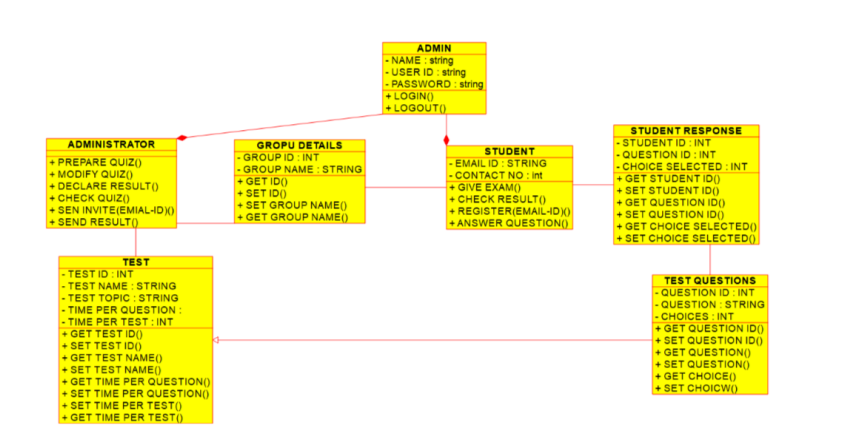 ADMIN
- NAME : string
- USER ID : string
- PASSWORD : string
+ LOGIN()
+ LOGOUT()
ADMINISTRATOR
+ PREPARE QUIZ()
+ MODIFY QUIZ()
+ DECLARE RESULT()
+ CHECK QUIZ()
+ SEN INVITE(EMIAL-ID)()
+ SEND RESULT()
GROPU DETAILS
- GROUP ID : INT
- GROUP NAME : STRING
+ GET ID()
+ SET ID()
+ SET GROUP NAME()
+ GET GROUP NAME()
STUDENT
- EMAIL ID : STRING
- CONTACT NO : int
+ GIVE EXAM()
+ CHECK RESULT()
+ REGISTER(EMAIL-ID)()
+ ANSWER QUESTION()
STUDENT RESPONSE
- STUDENT ID : INT
- QUESTION ID : INT
- CHOICE SELECTED : INT
+ GET STUDENT ID()
+ SET STUDENT ID()
+ GET QUESTION ID()
+ SET QUESTION ID()
+ GET CHOICE SELECTED()
+ SET CHOICE SELECTED()
TEST
- TEST ID : INT
- TEST NAME : STRING
- TEST TOPIC : STRING
- TIME PER QUESTION :
- TIME PER TEST : INT
+ GET TEST ID()
+ SET TEST ID()
+ GET TEST NAME()
+ SET TEST NAME()
+ GET TIME PER QUESTION()
+ SET TIME PER QUESTION()
+ SET TIME PER TEST()
+ GET TIME PER TEST()
TEST QUESTIONS
- QUESTION ID : INT
- QUESTION : STRING
- CHOICES : INT
+ GET QUESTION ID()
+ SET QUESTION ID()
+ GET QUESTION()
+ SET QUESTION()
+ GET CHOICE()
+ SET CHOICW()